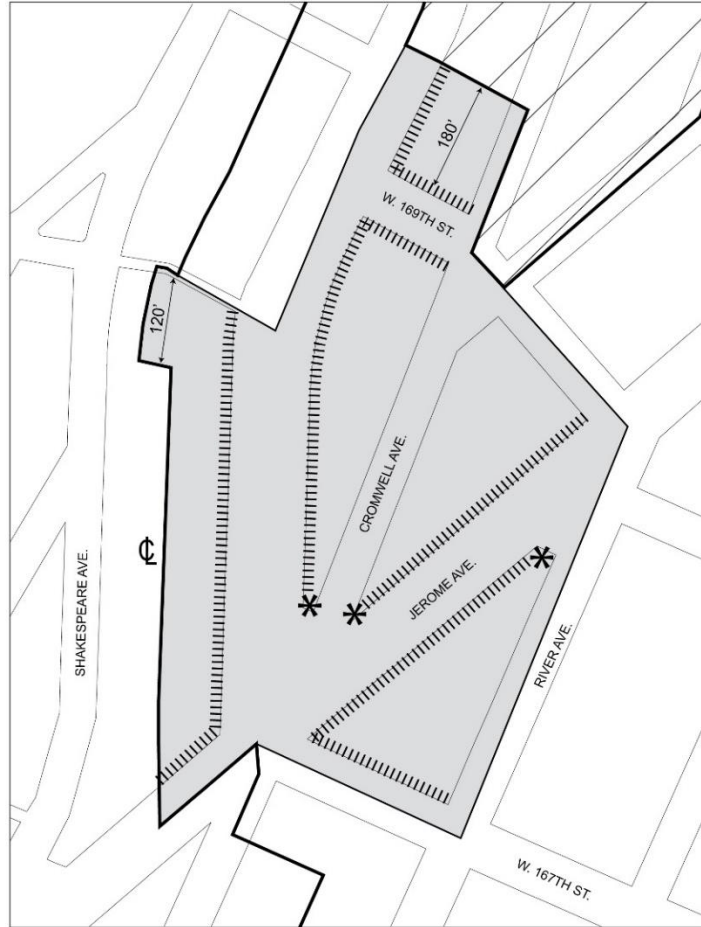 180'
W. 169TH ST.
120'
CROMWELL AVE.
℄
SHAKESPEARE AVE.
JEROME AVE.
RIVER AVE.
W. 167TH ST.